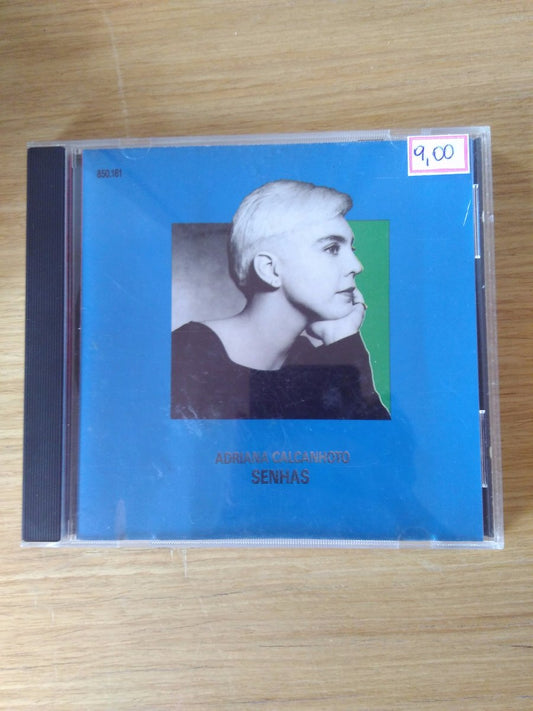 9,00
850.161
ADRIANA CALCANHOTO
SENHAS